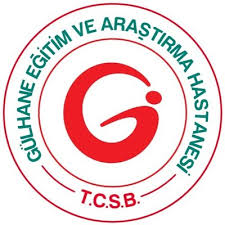 GÜLHANE EĞİTİM VE ARAŞTIRMA HASTANESİ
T.C.S.B.